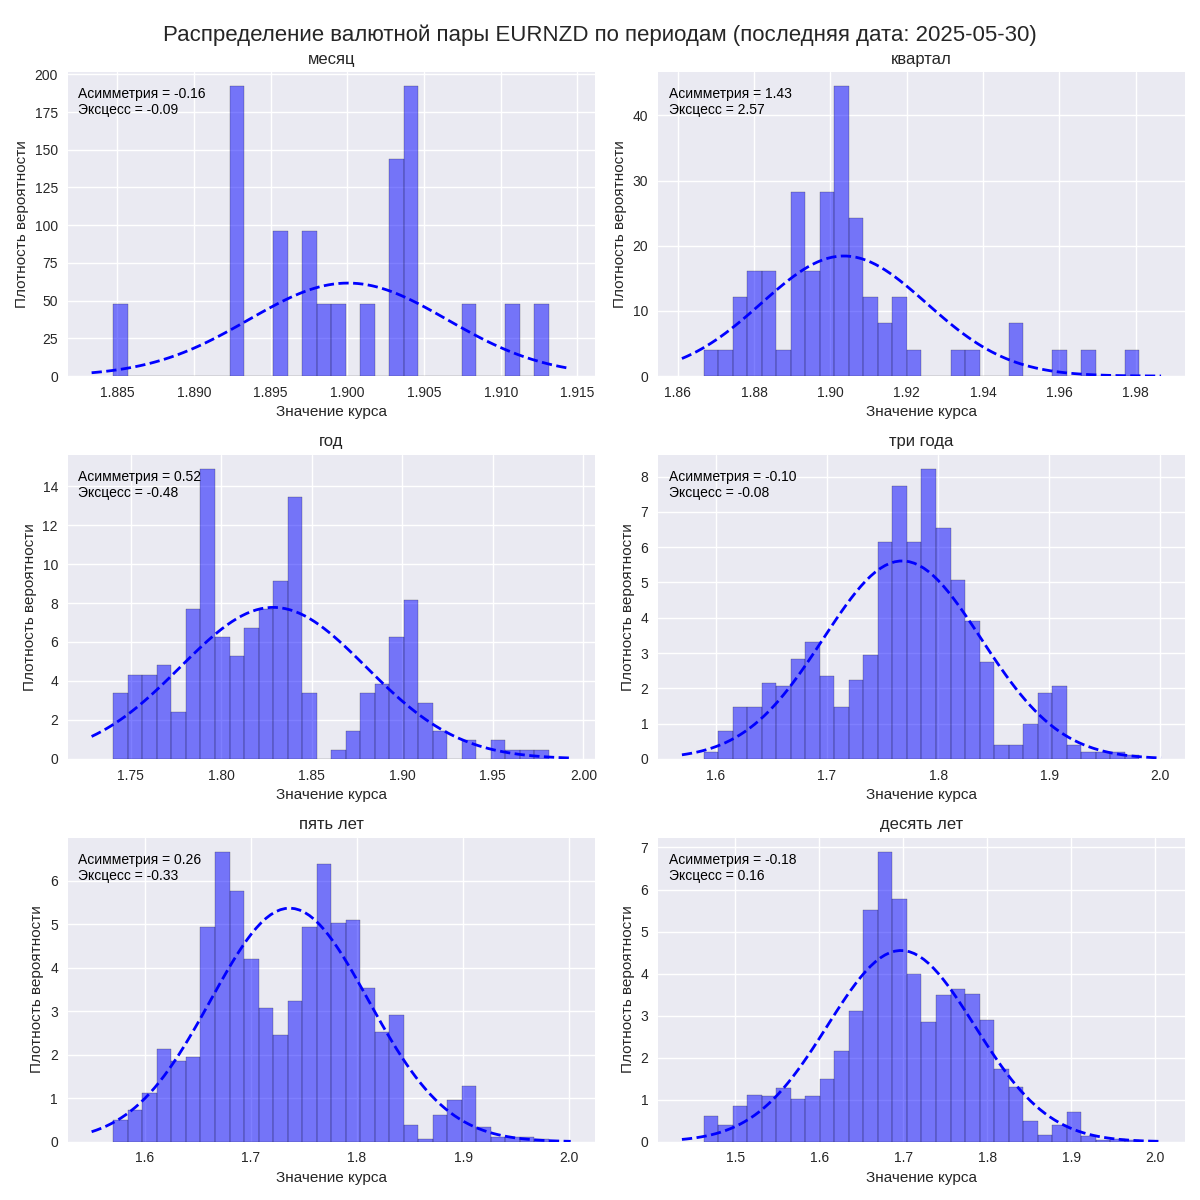 Распределение валютной пары EURNZD по периодам (последняя дата: 2025-05-30)
месяц
Асимметрия = -0.16
Эксцесс = -0.09
Плотность вероятности
200
175
150
125
100
75
50
25
0
1.885 1.890 1.895 1.900 1.905 1.910 1.915
Значение курса
квартал
Асимметрия = 1.43
Эксцесс = 2.57
Плотность вероятности
40
30
20
10
0
1.86 1.88 1.90 1.92 1.94 1.96 1.98
Значение курса
год
Асимметрия = 0.52
Эксцесс = -0.48
Плотность вероятности
14
12
10
8
6
4
2
0
1.75 1.80 1.85 1.90 1.95 2.00
Значение курса
три года
Асимметрия = -0.10
Эксцесс = -0.08
Плотность вероятности
8
7
6
5
4
3
2
1
0
1.6 1.7 1.8 1.9 2.0
Значение курса
пять лет
Асимметрия = 0.26
Эксцесс = -0.33
Плотность вероятности
6
5
4
3
2
1
0
1.6 1.7 1.8 1.9 2.0
Значение курса
десять лет
Асимметрия = -0.18
Эксцесс = 0.16
Плотность вероятности
7
6
5
4
3
2
1
0
1.5 1.6 1.7 1.8 1.9 2.0
Значение курса